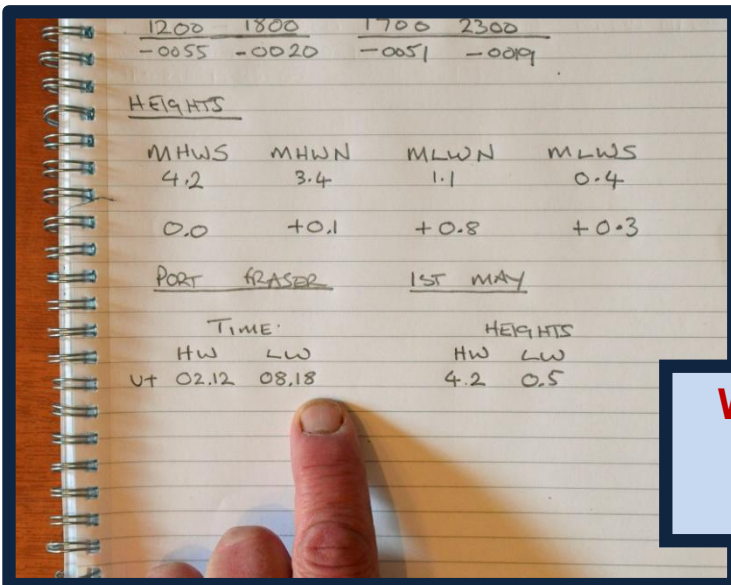 1200 1800 1700 2300
-0055 -0020 -0051 -0019
HEIGHTS
MHWS MHWN MLWN MLWS
4.2 3.4 1.1 0.4
0.0 +0.1 +0.8 +0.3
PORT FRASER 1ST MAY
TIME. HEIGHTS
HW LW HW LW
UT 02.12 08.18 4.2 0.5